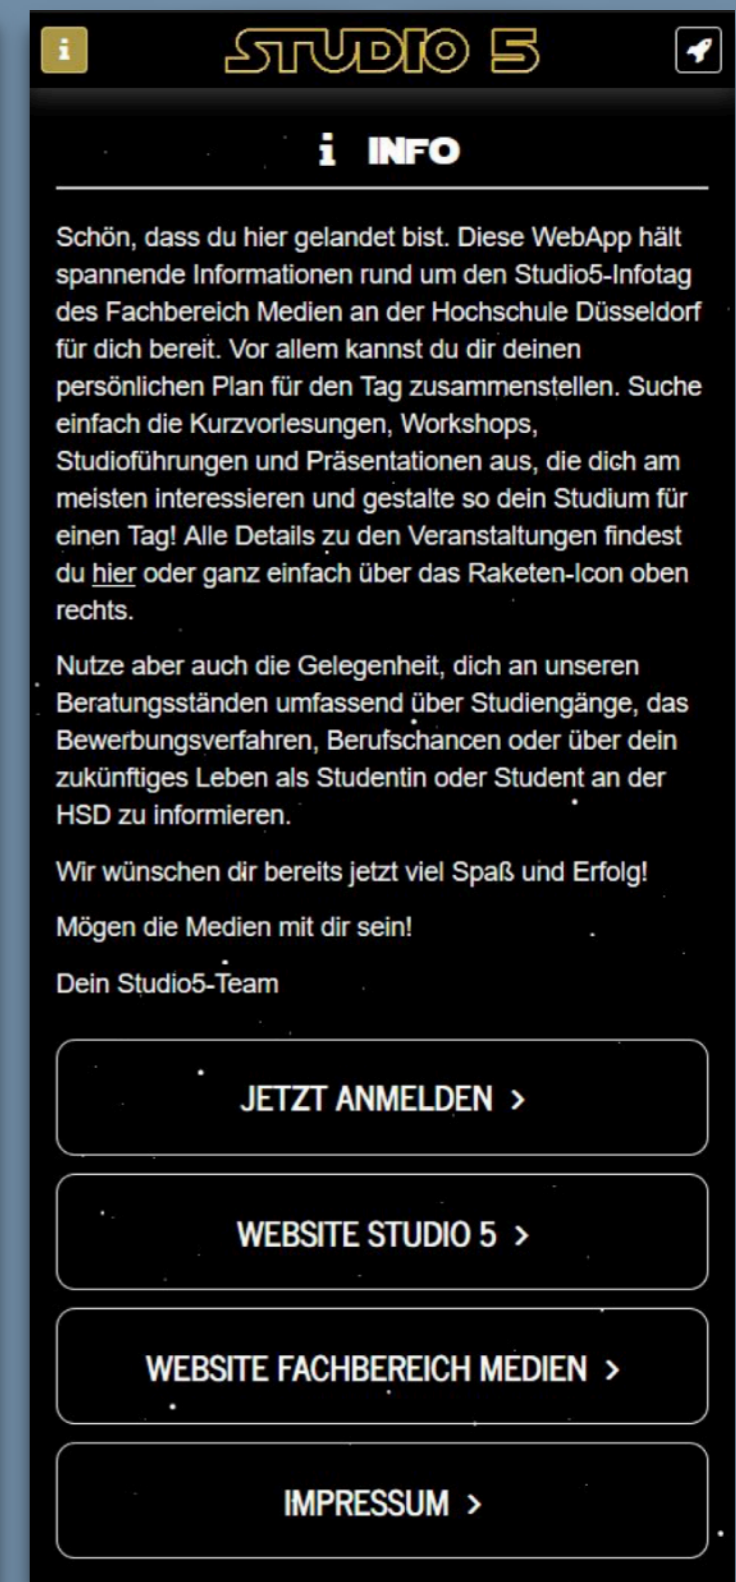 i
STUDIO 5
i INFO
Schön, dass du hier gelandet bist. Diese WebApp hält
spannende Informationen rund um den Studio5-Infotag
des Fachbereich Medien an der Hochschule Düsseldorf
für dich bereit. Vor allem kannst du dir deinen
persönlichen Plan für den Tag zusammenstellen. Suche
einfach die Kurzvorlesungen, Workshops,
Studioführungen und Präsentationen aus, die dich am
meisten interessieren und gestalte so dein Studium für
einen Tag! Alle Details zu den Veranstaltungen findest
du hier oder ganz einfach über das Raketen-Icon oben
rechts.
Nutze aber auch die Gelegenheit, dich an unseren
Beratungsständen umfassend über Studiengänge, das
Bewerbungsverfahren, Berufschancen oder über dein
zukünftiges Leben als Studentin oder Student an der
HSD zu informieren.
Wir wünschen dir bereits jetzt viel Spaß und Erfolg!
Mögen die Medien mit dir sein!
Dein Studio5-Team
JETZT ANMELDEN >
WEBSITE STUDIO 5 >
WEBSITE FACHBEREICH MEDIEN >
IMPRESSUM >